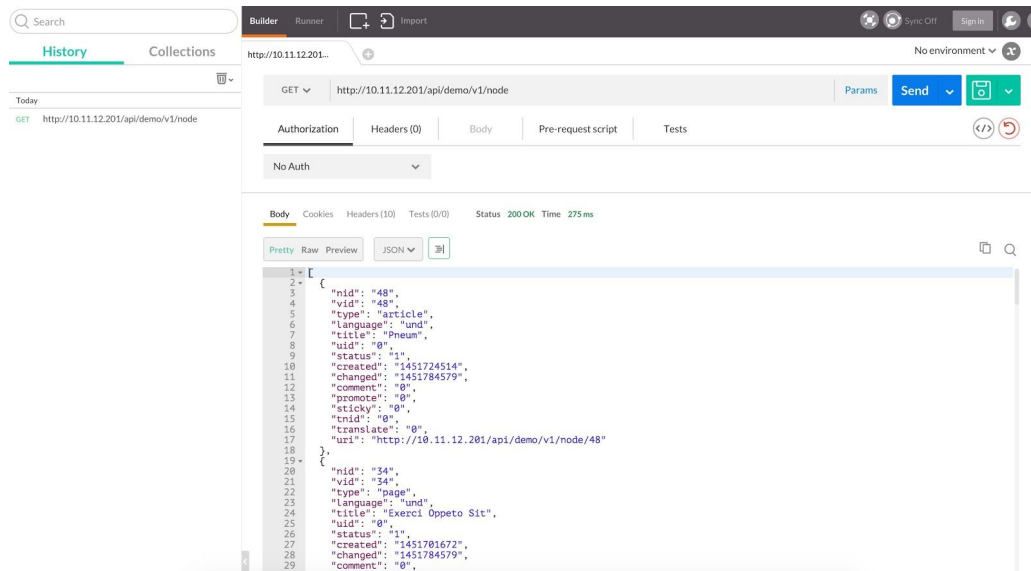 Search
Builder Runner Import Sync Off Sign in
History Collections
http://10.11.12.201... No environment
Today
GET http://10.11.12.201/api/demo/v1/node
GET http://10.11.12.201/api/demo/v1/node Params Send
Authorization Headers (0) Body Pre-request script Tests
No Auth
Body Cookies Headers (10) Tests (0/0) Status 200 OK Time 275 ms
Pretty Raw Preview JSON
1 [
2 {
3 "nid": "48",
4 "vid": "48",
5 "type": "article",
6 "language": "und",
7 "title": "Pneum",
8 "uid": "0",
9 "status": "1",
10 "created": "1451724514",
11 "changed": "1451784579",
12 "comment": "0",
13 "promote": "0",
14 "sticky": "0",
15 "tnid": "0",
16 "translate": "0",
17 "uri": "http://10.11.12.201/api/demo/v1/node/48"
18 },
19 {
20 "nid": "34",
21 "vid": "34",
22 "type": "page",
23 "language": "und",
24 "title": "Exerci Oppeto Sit",
25 "uid": "0",
26 "status": "1",
27 "created": "1451701672",
28 "changed": "1451784579",
29 "comment": "0",